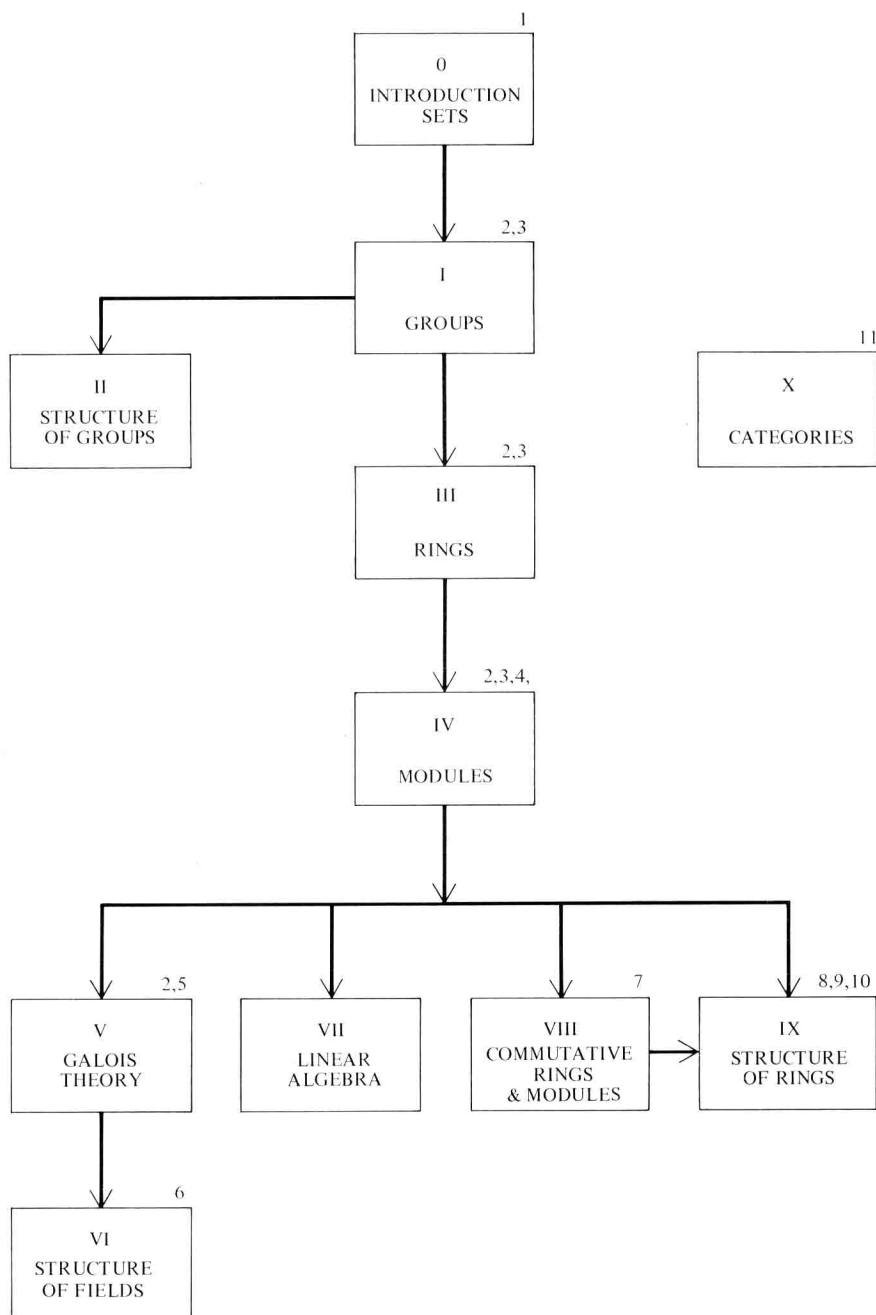 1
0
INTRODUCTION
SETS
2,3
I
GROUPS
II
STRUCTURE
OF GROUPS
11
X
CATEGORIES
2,3
III
RINGS
2,3,4,
IV
MODULES
2,5
V
GALOIS
THEORY
VII
LINEAR
ALGEBRA
7
VIII
COMMUTATIVE
RINGS
& MODULES
8,9,10
IX
STRUCTURE
OF RINGS
6
VI
STRUCTURE
OF FIELDS